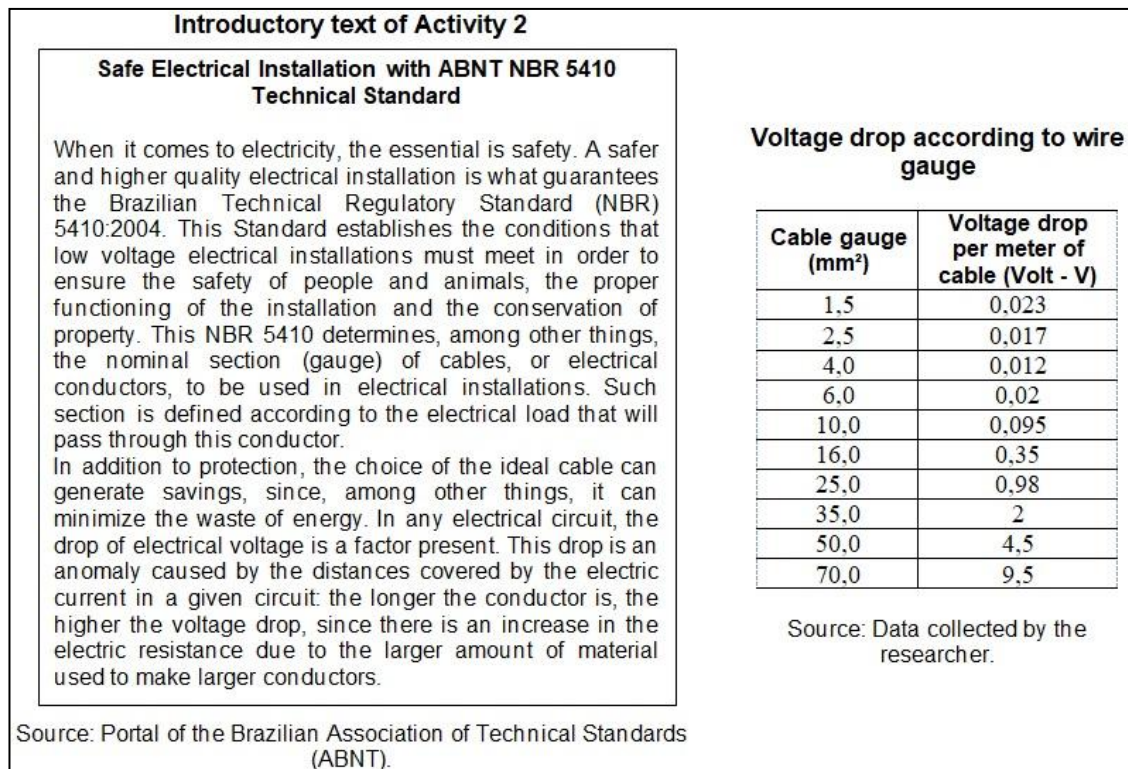 Introductory text of Activity 2
Safe Electrical Installation with ABNT NBR 5410
Technical Standard
When it comes to electricity, the essential is safety. A safer
and higher quality electrical installation is what guarantees
the Brazilian Technical Regulatory Standard (NBR)
5410:2004. This Standard establishes the conditions that
low voltage electrical installations must meet in order to
ensure the safety of people and animals, the proper
functioning of the installation and the conservation of
property. This NBR 5410 determines, among other things,
the nominal section (gauge) of cables, or electrical
conductors, to be used in electrical installations. Such
section is defined according to the electrical load that will
pass through this conductor.
In addition to protection, the choice of the ideal cable can
generate savings, since, among other things, it can
minimize the waste of energy. In any electrical circuit, the
drop of electrical voltage is a factor present. This drop is an
anomaly caused by the distances covered by the electric
current in a given circuit: the longer the conductor is, the
higher the voltage drop, since there is an increase in the
electric resistance due to the larger amount of material
used to make larger conductors.
Source: Portal of the Brazilian Association of Technical Standards
(ABNT).
Voltage drop according to wire
gauge
Cable gauge (mm²) Voltage drop per meter of cable (Volt - V)
1,5 0,023
2,5 0,017
4,0 0,012
6,0 0,02
10,0 0,095
16,0 0,35
25,0 0,98
35,0 2
50,0 4,5
70,0 9,5
Source: Data collected by the
researcher.